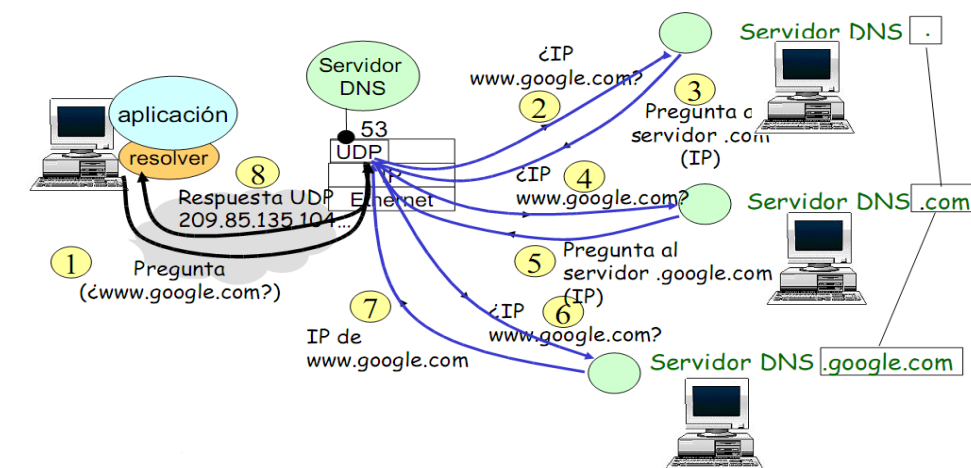 Servidor DNS .
¿IP
www.google.com?
Servidor
DNS
2
3
Pregunta a
servidor .com
(IP)
aplicación
resolver
53
UDP
IP
Ethernet
8
Respuesta UDP
209.85.135.104...
¿IP
4
www.google.com?
Servidor DNS .com
1
Pregunta
(¿www.google.com?)
5
Pregunta al
servidor .google.com
(IP)
7
IP de
www.google.com
¿IP
6
www.google.com?
Servidor DNS .google.com